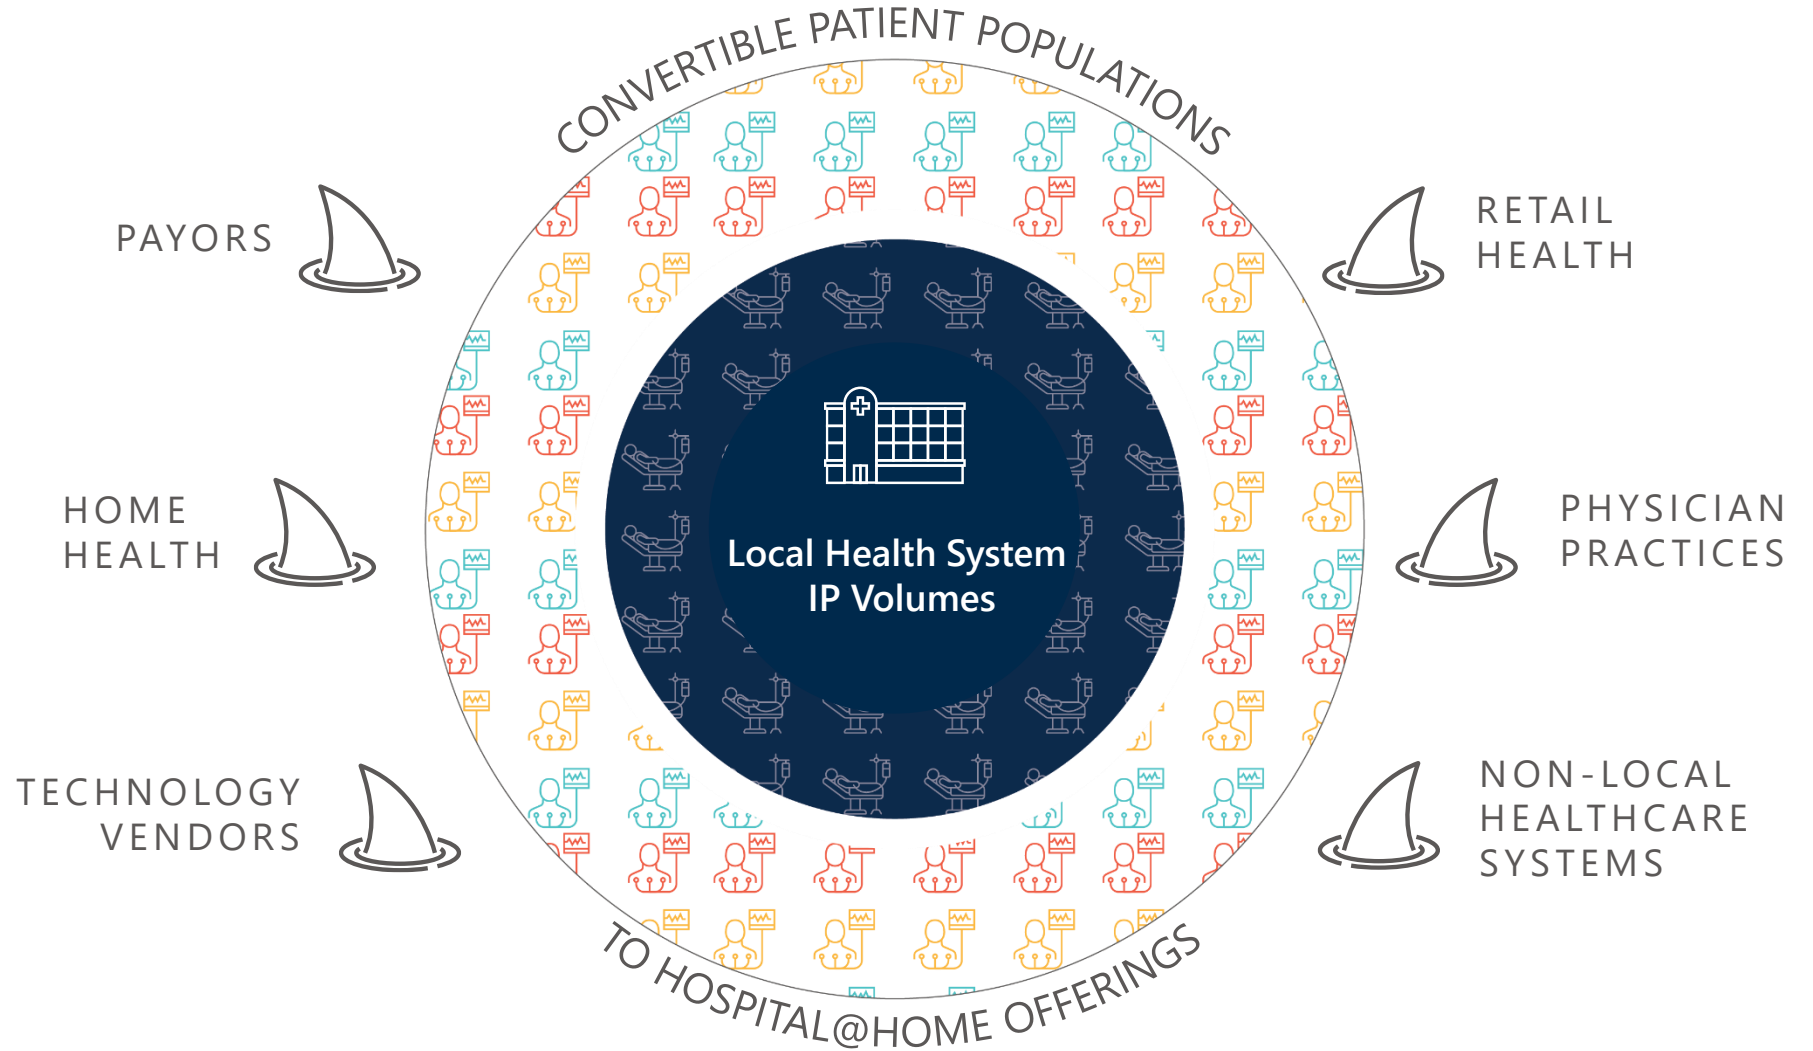 CONVERTIBLE PATIENT POPULATIONS
PAYORS
RETAIL
HEALTH
HOME
HEALTH
Local Health System
IP Volumes
PHYSICIAN
PRACTICES
TECHNOLOGY
VENDORS
NON-LOCAL
HEALTHCARE
SYSTEMS
TO HOSPITAL@HOME OFFERINGS